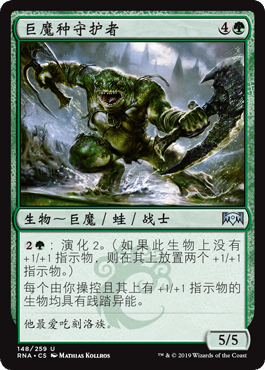 巨魔种守护者 4
生物～巨魔 / 蛙 / 战士
2：演化2。（如果此生物上没有
+1/+1 指示物，则在其上放置两个 +1/+1
指示物。）
每个由你操控且其上有 +1/+1 指示物的
生物均具有践踏异能。
他最爱吃刻洛族。
5/5
148/259 U
RNA • CS MATHIAS KOLLROS
™ & © 2019 Wizards of the Coast